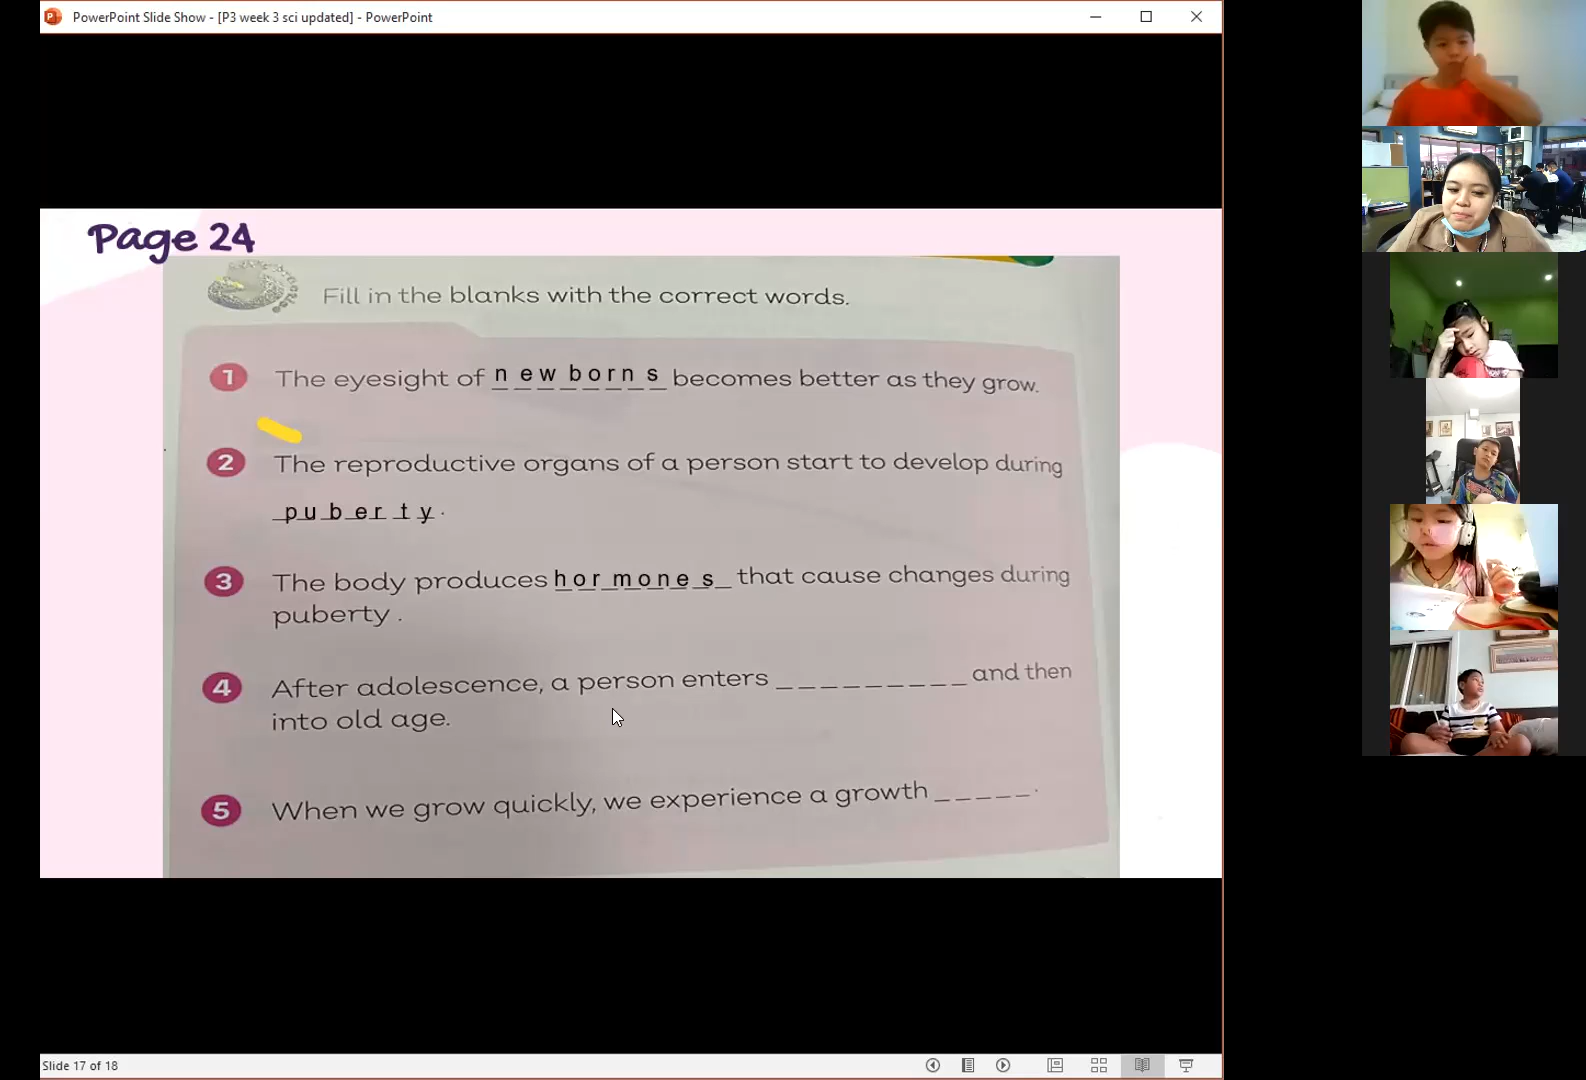 PowerPoint Slide Show - [P3 week 3 sci updated] - PowerPoint
Page 24
Fill in the blanks with the correct words.
1 The eyesight of newborns becomes better as they grow.
2 The reproductive organs of a person start to develop during
puberty.
3 The body produces hormones_ that cause changes during
puberty.
4 After adolescence, a person enters _________ and then
into old age.
5 When we grow quickly, we experience a growth _____.
Slide 17 of 18